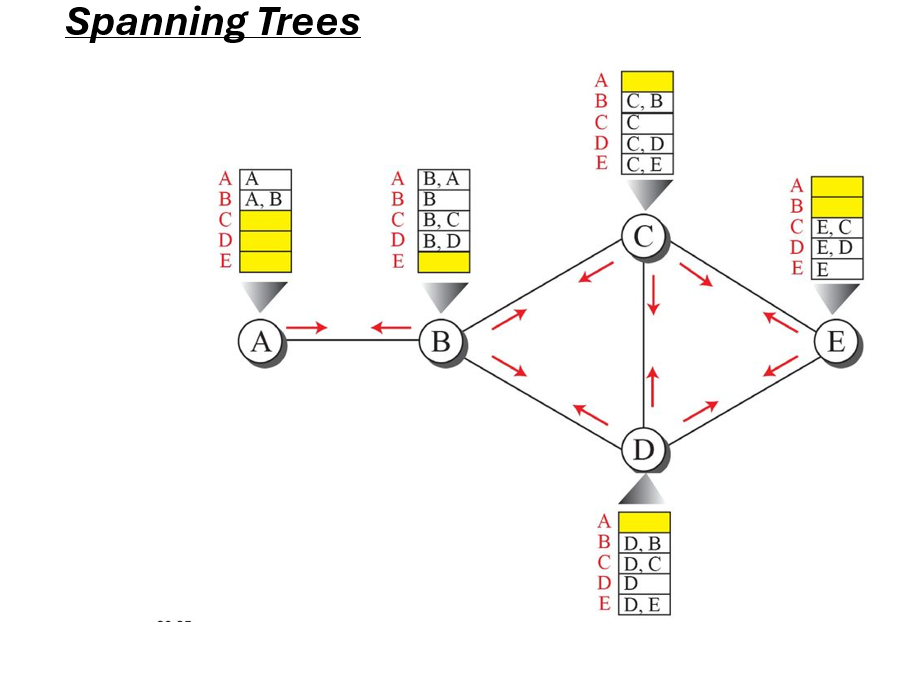 Spanning Trees
A
B C, B
C C
D C, D
E C, E
A A
B A, B
C
D
E
A B, A
B B
C B, C
D B, D
E
A
B
C E, C
D E, D
E E
C
A
B
E
D
A
B D, B
C D, C
D D
E D, E